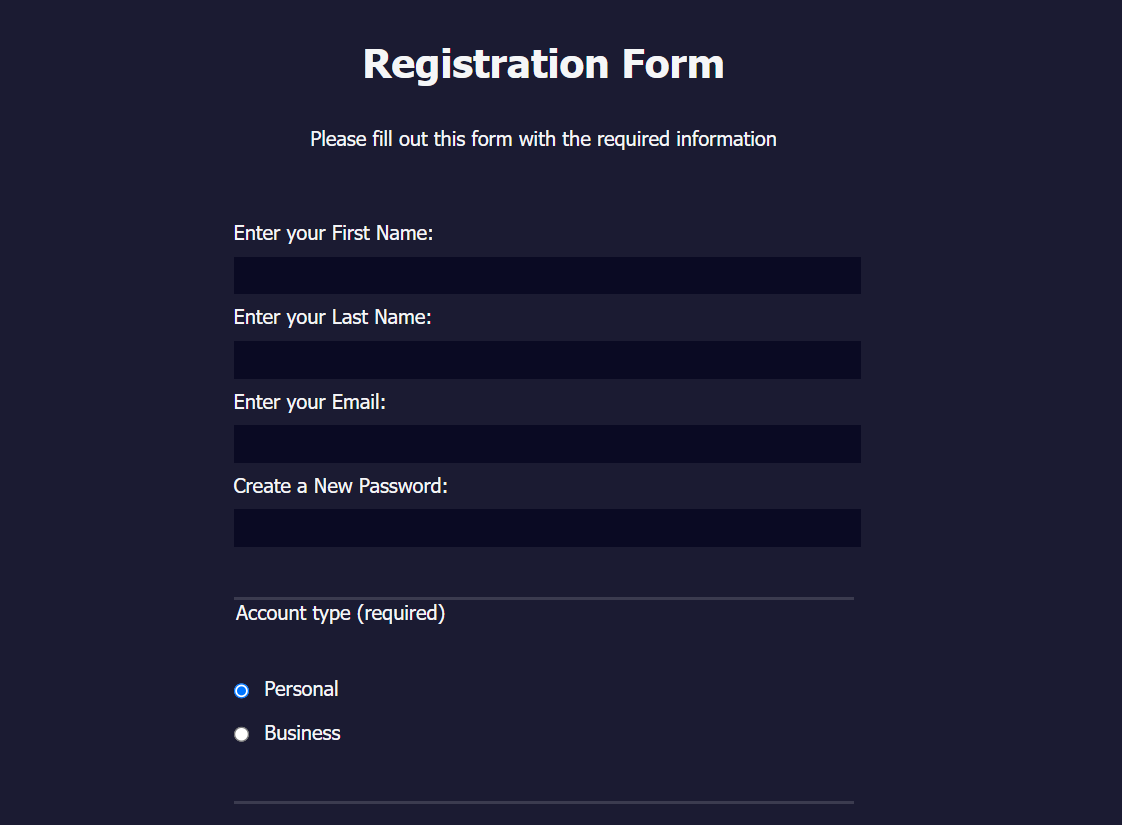 Registration Form
Please fill out this form with the required information
Enter your First Name:
Enter your Last Name:
Enter your Email:
Create a New Password:
Account type (required)
Personal
Business